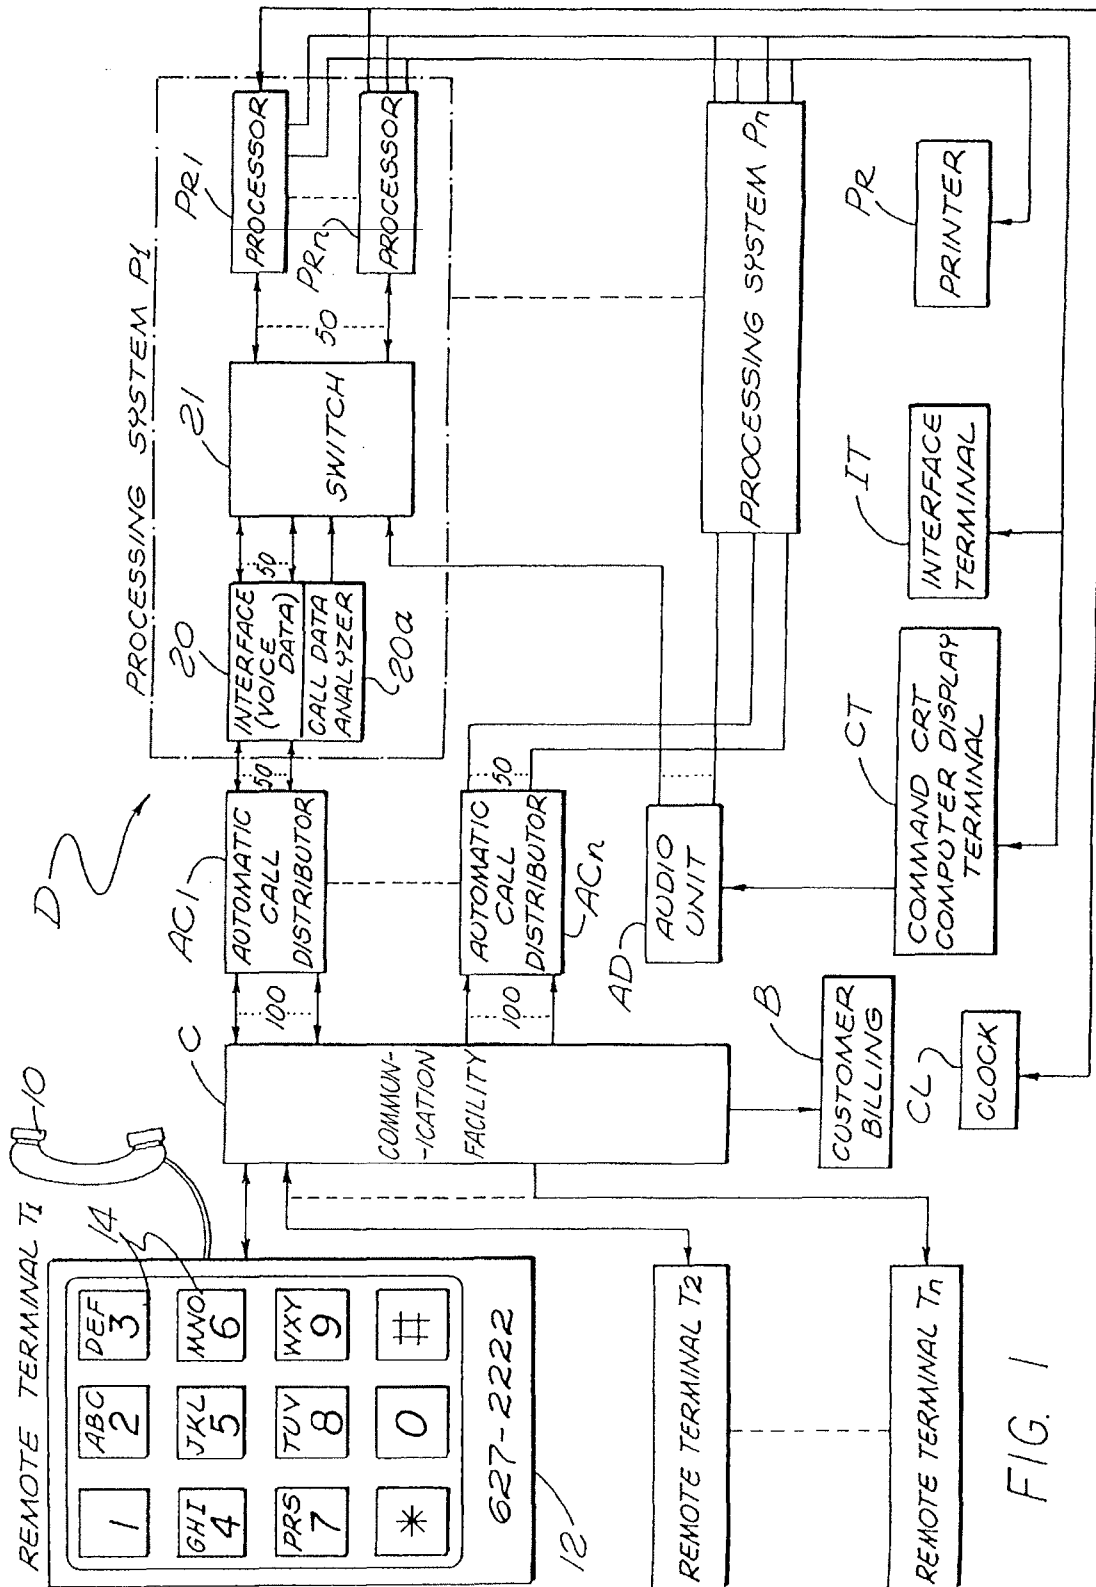 REMOTE TERMINAL T1
10
14
1
ABC
2
DEF
3
GHI
4
JKL
5
MNO
6
PRS
7
TUV
8
WXY
9
*
0
#
627-2222
12
REMOTE TERMINAL T2
REMOTE TERMINAL Tn
C
COMMUN-
-ICATION
FACILITY
100
100
B
CUSTOMER
BILLING
CL
CLOCK
D
AC1
AUTOMATIC
CALL
DISTRIBUTOR
50
AUTOMATIC
CALL
DISTRIBUTOR
ACn
50
AD
AUDIO
UNIT
CT
COMMAND CRT
COMPUTER DISPLAY
TERMINAL
IT
INTERFACE
TERMINAL
PR
PRINTER
PROCESSING SYSTEM P1
20
INTERFACE
(VOICE
DATA)
CALL DATA
ANALYZER
20a
50
21
SWITCH
50
PR1
PROCESSOR
PRn
PROCESSOR
PROCESSING SYSTEM Pn
FIG. 1